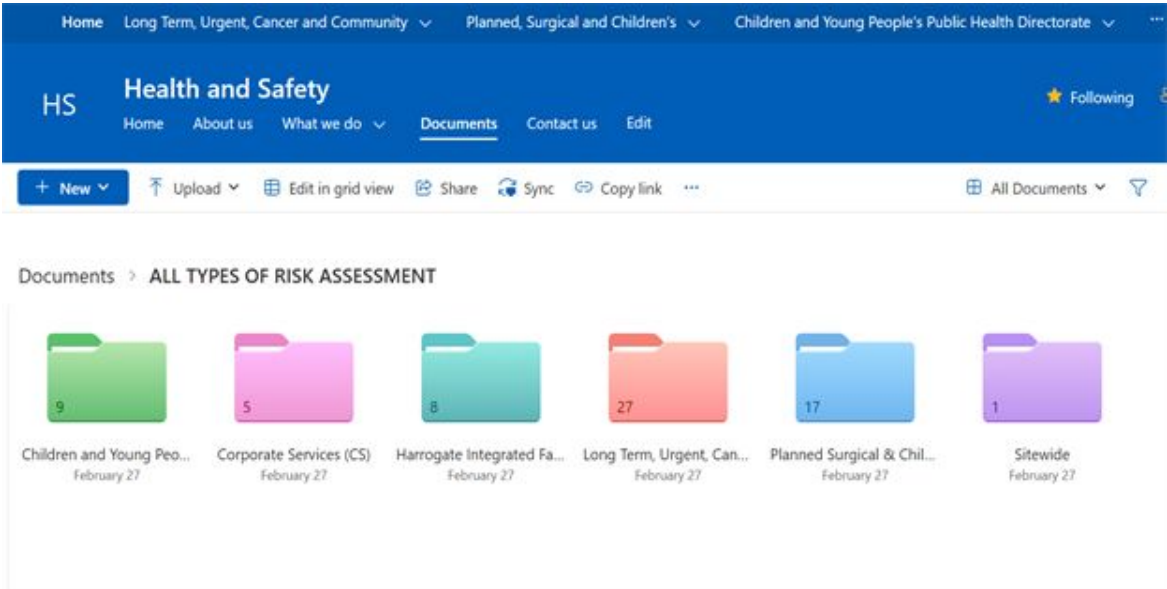 Home Long Term, Urgent, Cancer and Community Planned, Surgical and Children's Children and Young People's Public Health Directorate ...
HS
Health and Safety
Following
Home About us What we do Documents Contact us Edit
+ New Upload Edit in grid view Share Sync Copy link ... All Documents
Documents > ALL TYPES OF RISK ASSESSMENT
9 5 8 27 17 1
Children and Young Peo... Corporate Services (CS) Harrogate Integrated Fa... Long Term, Urgent, Can... Planned Surgical & Chil... Sitewide
February 27 February 27 February 27 February 27 February 27 February 27